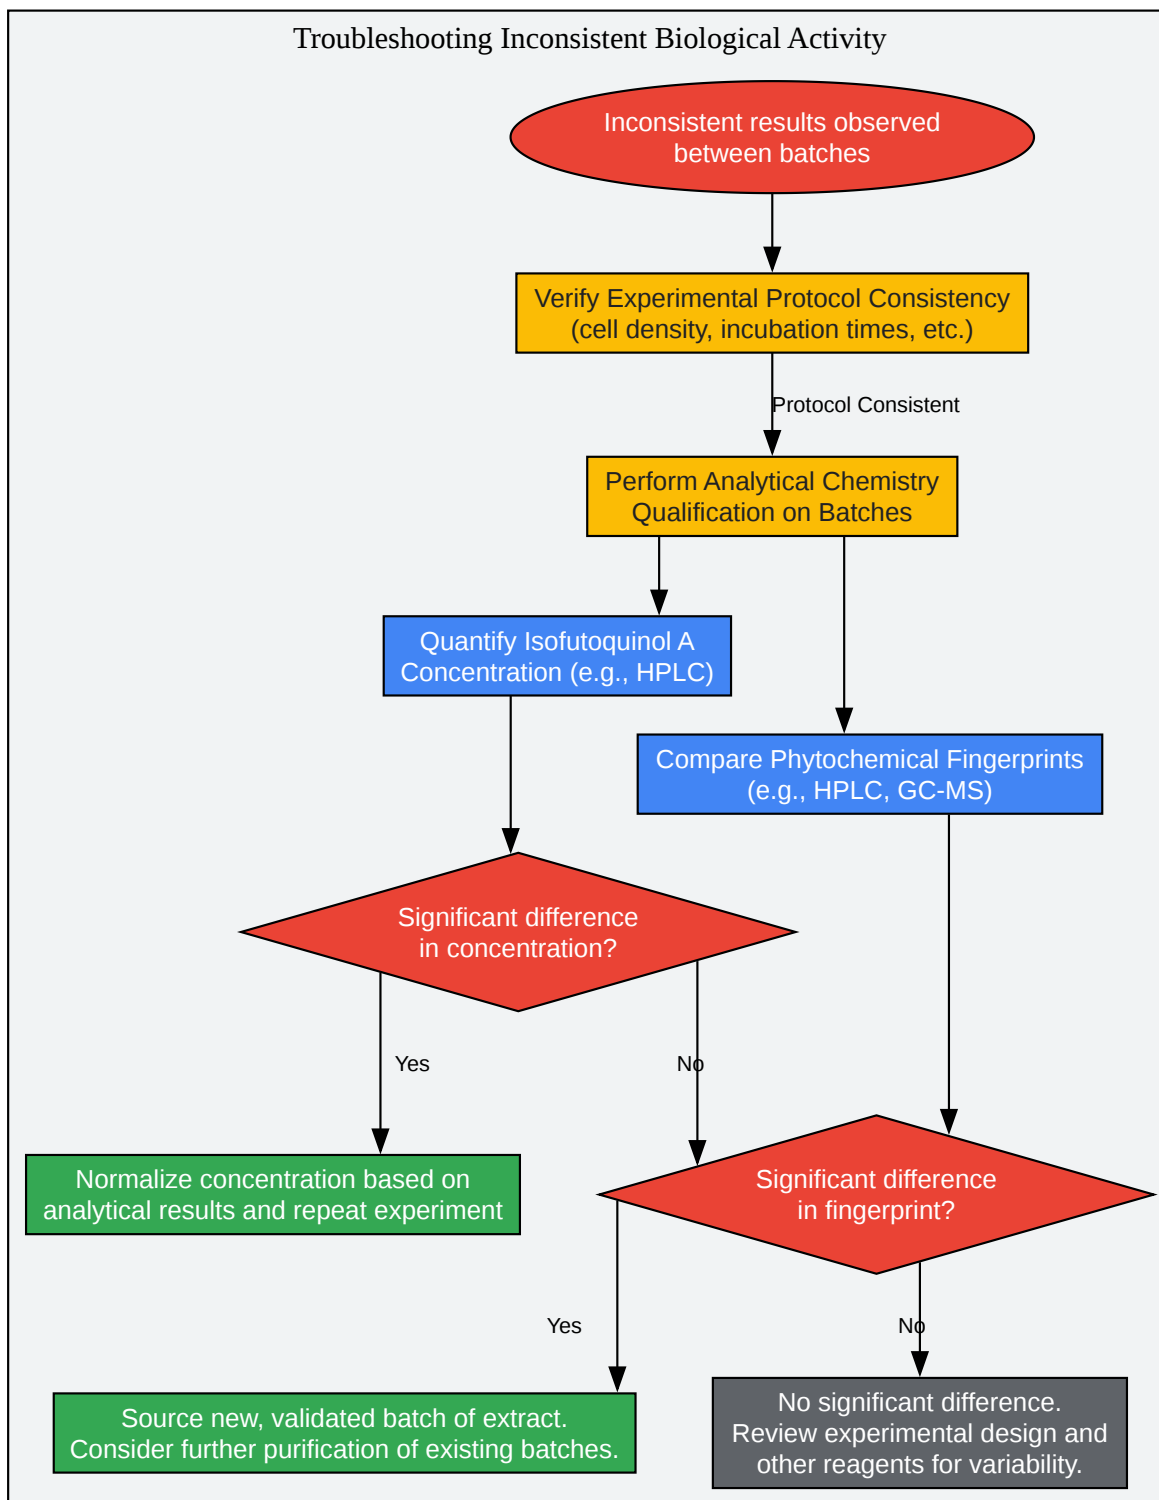 Troubleshooting Inconsistent Biological Activity
Inconsistent results observed
between batches
Verify Experimental Protocol Consistency
(cell density, incubation times, etc.)
Protocol Consistent
Perform Analytical Chemistry
Qualification on Batches
Quantify Isofutoquinol A
Concentration (e.g., HPLC)
Compare Phytochemical Fingerprints
(e.g., HPLC, GC-MS)
Significant difference
in concentration?
Yes
No
Normalize concentration based on
analytical results and repeat experiment
Significant difference
in fingerprint?
Yes
No
Source new, validated batch of extract.
Consider further purification of existing batches.
No significant difference.
Review experimental design and
other reagents for variability.